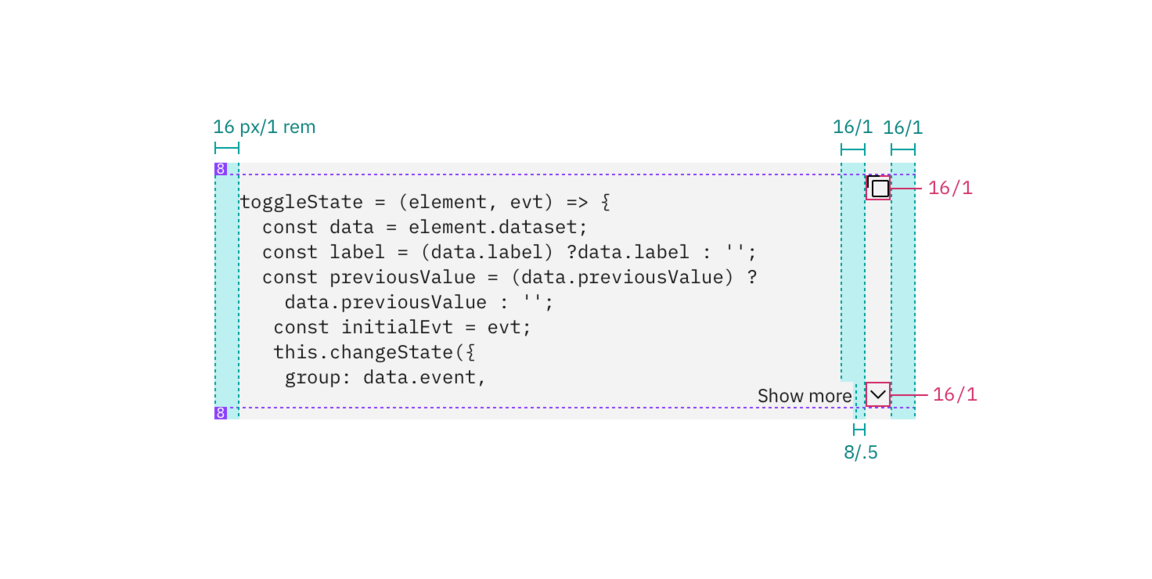 16 px/1 rem
16/1 16/1
8
16/1
toggleState = (element, evt) => {
const data = element.dataset;
const label = (data.label) ?data.label : '';
const previousValue = (data.previousValue) ?
data.previousValue : '';
const initialEvt = evt;
this.changeState({
group: data.event,
Show more
16/1
8
8/.5